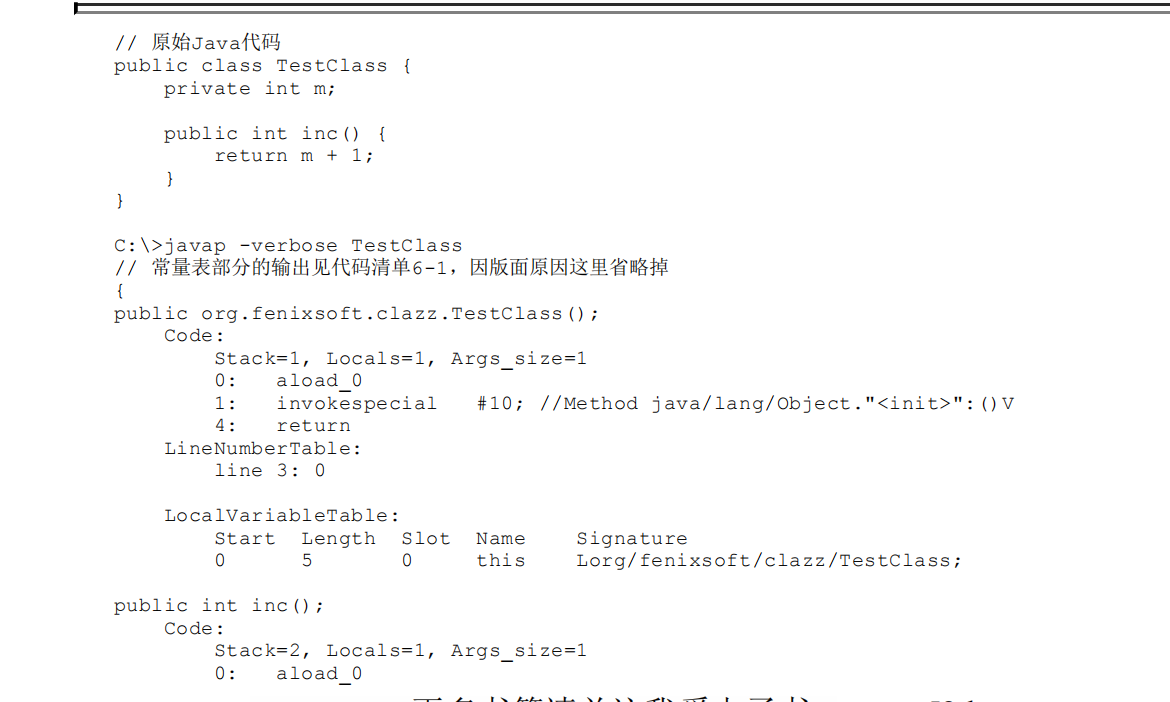 // 原始Java代码
public class TestClass {
    private int m;

    public int inc() {
        return m + 1;
    }
}

C:\>javap -verbose TestClass
// 常量表部分的输出见代码清单6-1，因版面原因这里省略掉
{
public org.fenixsoft.clazz.TestClass();
    Code:
        Stack=1, Locals=1, Args_size=1
        0:   aload_0
        1:   invokespecial   #10; //Method java/lang/Object."<init>":()V
        4:   return
    LineNumberTable:
        line 3: 0

    LocalVariableTable:
        Start  Length  Slot  Name    Signature
        0      5       0     this    Lorg/fenixsoft/clazz/TestClass;

public int inc();
    Code:
        Stack=2, Locals=1, Args_size=1
        0:   aload_0